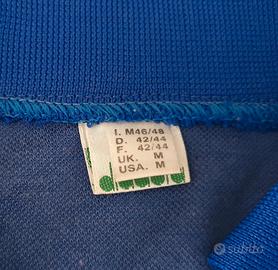 I. M46/48
D. 42/44
F. 42/44
UK. M
USA. M
subito